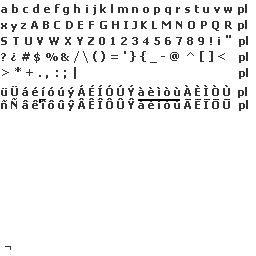 a b c d e f g h i j k l m n o p q r s t u v w pl
x y z A B C D E F G H I J K L M N O P Q R pl
S T U V W X Y Z 0 1 2 3 4 5 6 7 8 9 ! i " pl
? ¿ # $ % & / \ ( ) = ' } { _ - @ ^ [ ] < pl
> * + . , : ; | pl
ü Ü á é í ó ú ý Á É Í Ó Ú Ý à è ì ò ù À È Ì Ò Ù pl
ñ Ñ â ê î ô û ŷ Â Ê Î Ô Û Ŷ ã ẽ ĩ õ ũ Ã Ẽ Ĩ Õ Ũ pl
¬